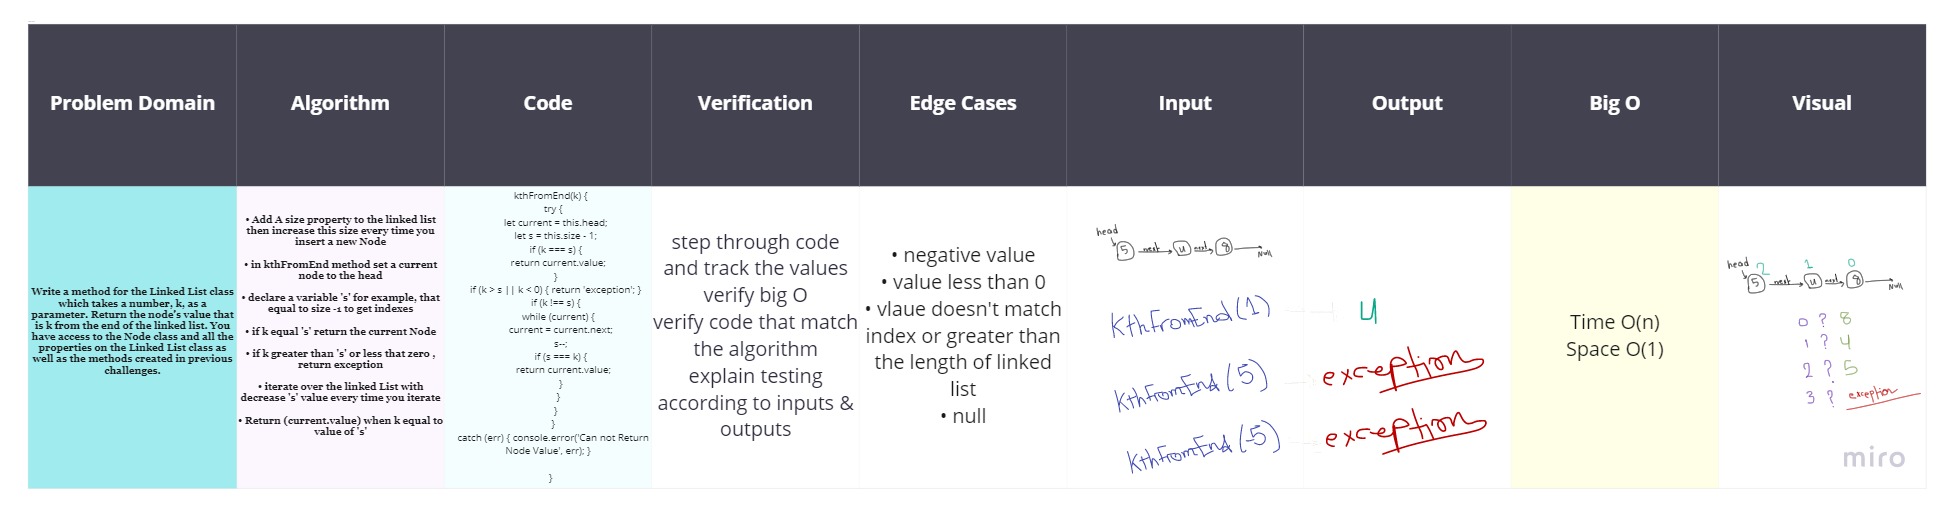 Problem Domain
Algorithm
Code
Verification
Edge Cases
Input
Output
Big O
Visual
Write a method for the Linked List class
which takes a number, k, as a
parameter. Return the node's value that
is k from the end of the linked list. You
have access to the Node class and all the
properties on the Linked List class as
well as the methods created in previous
challenges.
• Add A size property to the linked list
then increase this size every time you
insert a new Node
• in kthFromEnd method set a current
node to the head
• declare a variable 's' for example, that
equal to size -1 to get indexes
• if k equal 's' return the current Node
• if k greater than 's' or less that zero ,
return exception
• iterate over the linked List with
decrease 's' value every time you iterate
• Return (current.value) when k equal to
value of 's'
kthFromEnd(k) {
try {
let current = this.head;
let s = this.size - 1;
if (k === s) {
return current.value;
}
if (k > s || k < 0) { return 'exception'; }
if (k !== s) {
while (current) {
current = current.next;
s--;
if (s === k) {
return current.value;
}
}
}
}
catch (err) { console.error('Can not Return
Node Value', err); }
}
step through code
and track the values
verify big O
verify code that match
the algorithm
explain testing
according to inputs &
outputs
• negative value
• value less than 0
• vlaue doesn't match
index or greater than
the length of linked
list
• null
head
5 next 4 next 8 Null
KthFromEnd(1)
KthFromEnd(5)
KthFromEnd(-5)
4
exception
exception
Time O(n)
Space O(1)
head 2 1 0
5 next 4 next 8 Null
0 ? 8
1 ? 4
2 ? 5
3 ? exception
miro